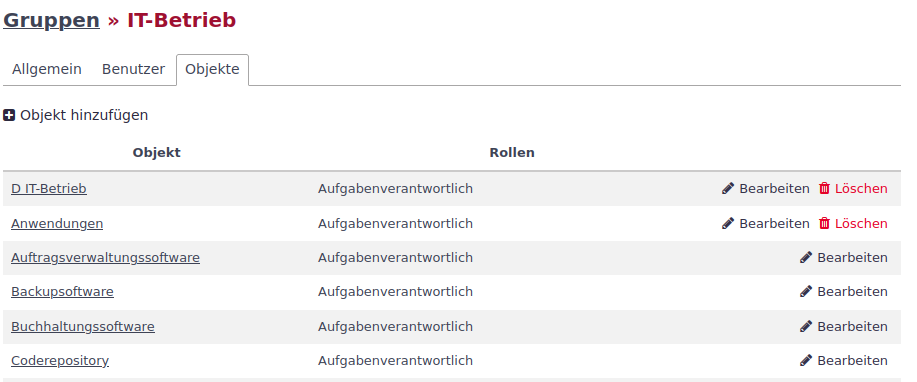 Gruppen » IT-Betrieb
Allgemein Benutzer Objekte
Objekt hinzufügen
Objekt Rollen
D IT-Betrieb Aufgabenverantwortlich Bearbeiten Löschen
Anwendungen Aufgabenverantwortlich Bearbeiten Löschen
Auftragsverwaltungssoftware Aufgabenverantwortlich Bearbeiten
Backupsoftware Aufgabenverantwortlich Bearbeiten
Buchhaltungssoftware Aufgabenverantwortlich Bearbeiten
Coderepository Aufgabenverantwortlich Bearbeiten